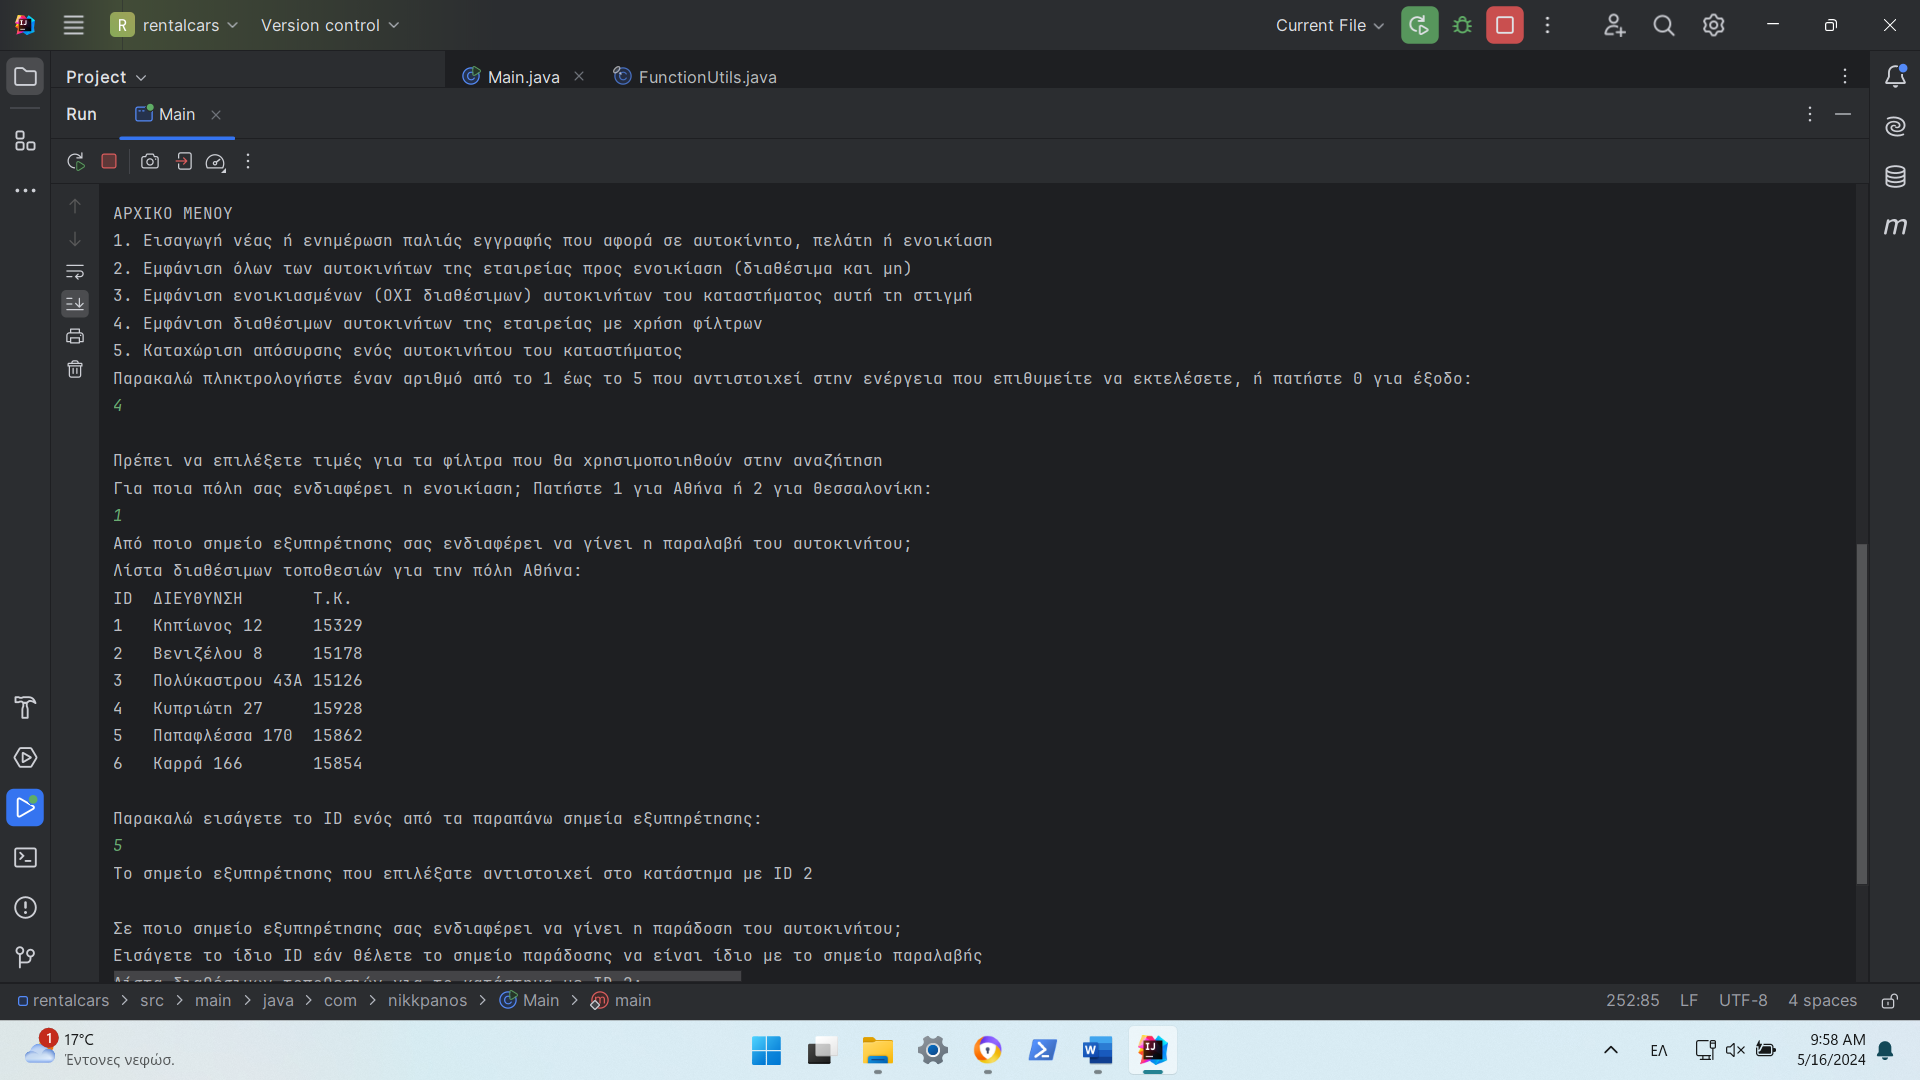 R rentalcars Version control Current File
Project Main.java FunctionUtils.java
Run Main
ΑΡΧΙΚΟ ΜΕΝΟΥ
1. Εισαγωγή νέας ή ενημέρωση παλιάς εγγραφής που αφορά σε αυτοκίνητο, πελάτη ή ενοικίαση
2. Εμφάνιση όλων των αυτοκινήτων της εταιρείας προς ενοικίαση (διαθέσιμα και μη)
3. Εμφάνιση ενοικιασμένων (ΟΧΙ διαθέσιμων) αυτοκινήτων του καταστήματος αυτή τη στιγμή
4. Εμφάνιση διαθέσιμων αυτοκινήτων της εταιρείας με χρήση φίλτρων
5. Καταχώριση απόσυρσης ενός αυτοκινήτου του καταστήματος
Παρακαλώ πληκτρολογήστε έναν αριθμό από το 1 έως το 5 που αντιστοιχεί στην ενέργεια που επιθυμείτε να εκτελέσετε, ή πατήστε 0 για έξοδο:
4
Πρέπει να επιλέξετε τιμές για τα φίλτρα που θα χρησιμοποιηθούν στην αναζήτηση
Για ποια πόλη σας ενδιαφέρει η ενοικίαση; Πατήστε 1 για Αθήνα ή 2 για Θεσσαλονίκη:
1
Από ποιο σημείο εξυπηρέτησης σας ενδιαφέρει να γίνει η παραλαβή του αυτοκινήτου;
Λίστα διαθέσιμων τοποθεσιών για την πόλη Αθήνα:
ID ΔΙΕΥΘΥΝΣΗ Τ.Κ.
1 Κηπίωνος 12 15329
2 Βενιζέλου 8 15178
3 Πολύκαστρου 43Α 15126
4 Κυπριώτη 27 15928
5 Παπαφλέσσα 170 15862
6 Καρρά 166 15854
Παρακαλώ εισάγετε το ID ενός από τα παραπάνω σημεία εξυπηρέτησης:
5
Το σημείο εξυπηρέτησης που επιλέξατε αντιστοιχεί στο κατάστημα με ID 2
Σε ποιο σημείο εξυπηρέτησης σας ενδιαφέρει να γίνει η παράδοση του αυτοκινήτου;
Εισάγετε το ίδιο ID εάν θέλετε το σημείο παράδοσης να είναι ίδιο με το σημείο παραλαβής
Λίστα διαθέσιμων τοποθεσιών για το κατάστημα με ID 2:
rentalcars > src > main > java > com > nikkpanos > Main > main 252:85 LF UTF-8 4 spaces
1 17°C ΕΛ 9:58 AM
Έντονες νεφώσ. 5/16/2024